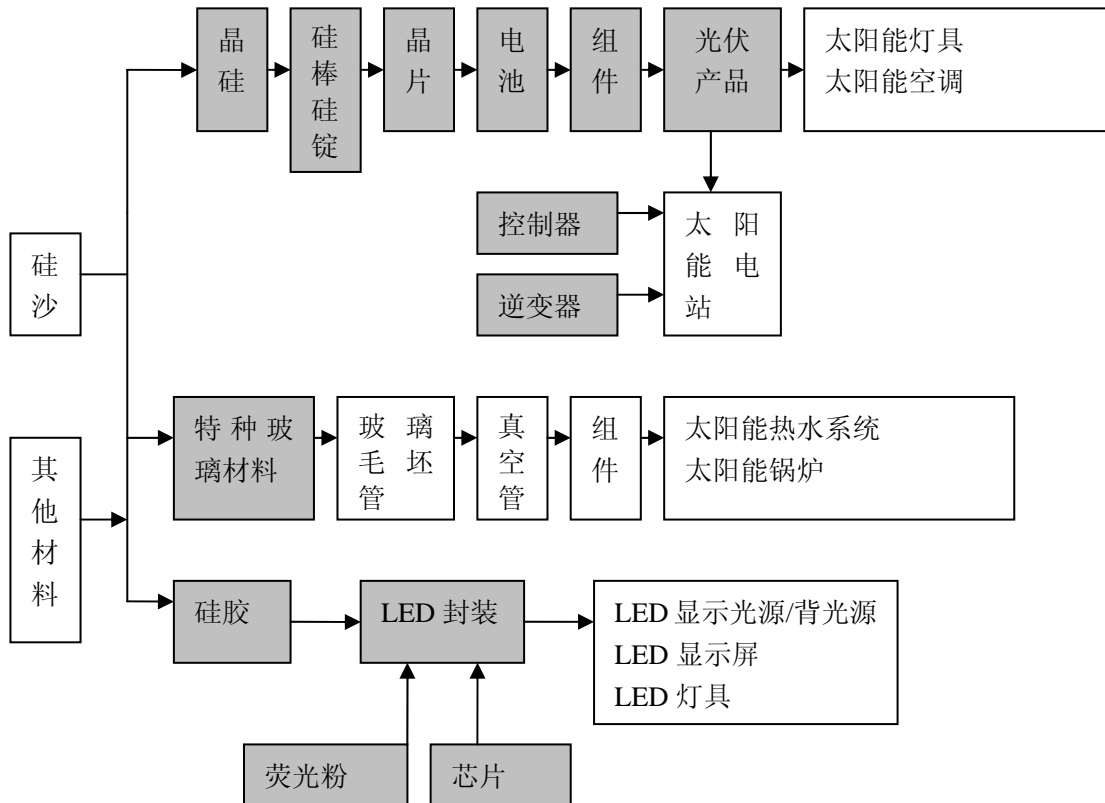 晶
硅
硅
棒
硅
锭
晶
片
电
池
组
件
光伏
产品
太阳能灯具
太阳能空调
控制器
逆变器
太 阳
能 电
站
硅
沙
其
他
材
料
特 种 玻
璃材料
玻 璃
毛 坯
管
真
空
管
组
件
太阳能热水系统
太阳能锅炉
硅胶
LED 封装
LED 显示光源/背光源
LED 显示屏
LED 灯具
荧光粉
芯片